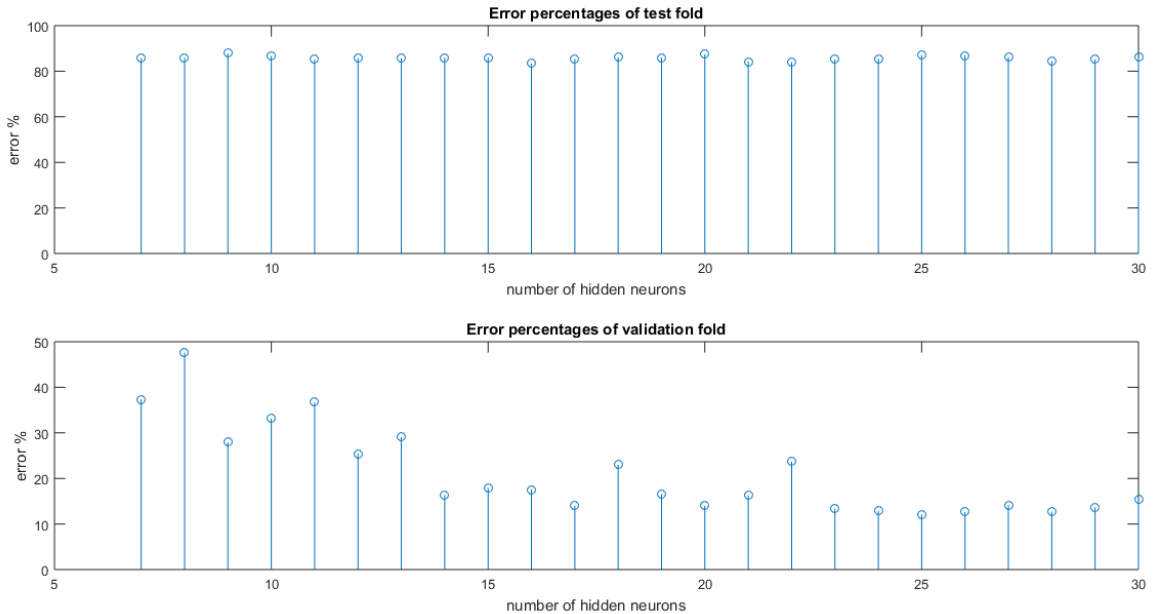 Error percentages of test fold
100
80
60
40
20
0
error %
5 10 15 20 25 30
number of hidden neurons
Error percentages of validation fold
50
40
30
20
10
0
error %
5 10 15 20 25 30
number of hidden neurons